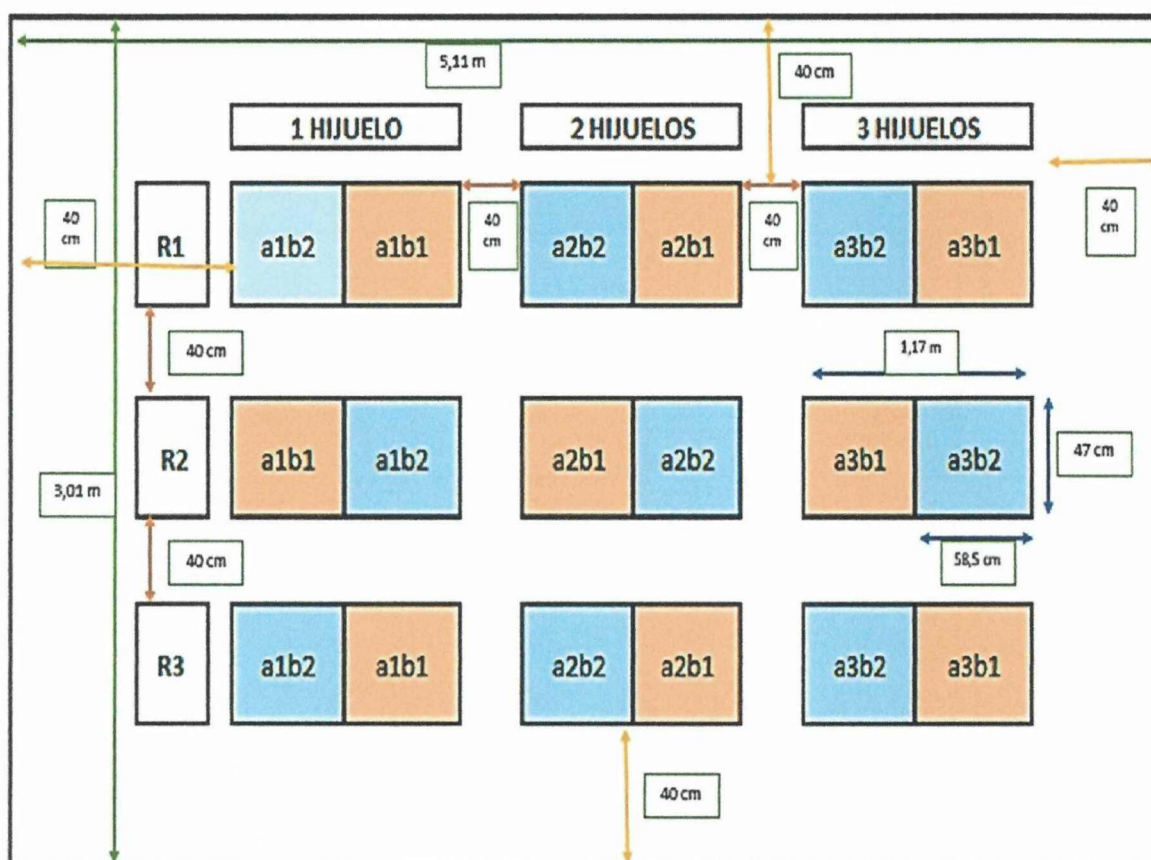 5,11 m
40 cm
1 HIJUELO
2 HIJUELOS
3 HIJUELOS
40
cm
R1
a1b2
a1b1
40
cm
a2b2
a2b1
40
cm
a3b2
a3b1
40
cm
40 cm
1,17 m
R2
a1b1
a1b2
a2b1
a2b2
a3b1
a3b2
47 cm
3,01 m
40 cm
58,5 cm
R3
a1b2
a1b1
a2b2
a2b1
a3b2
a3b1
40 cm